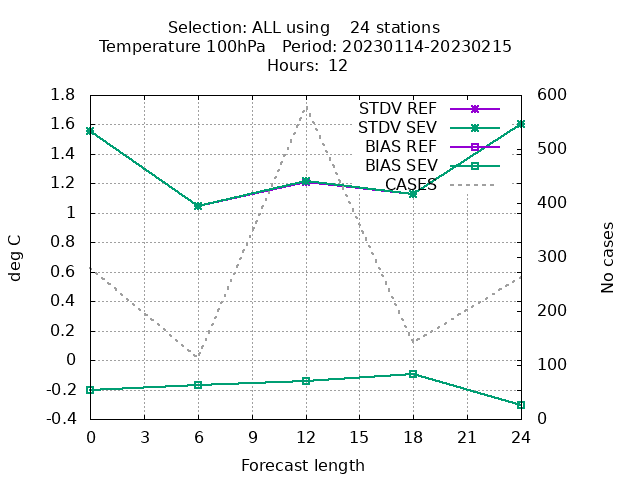 Selection: ALL using    24 stations
Temperature 100hPa   Period: 20230114-20230215
Hours: 12
1.8
1.6
1.4
1.2
1
0.8
0.6
0.4
0.2
0
-0.2
-0.4
deg C
STDV REF
STDV SEV
BIAS REF
BIAS SEV
CASES
600
500
400
300
200
100
0
No cases
0 3 6 9 12 15 18 21 24
Forecast length